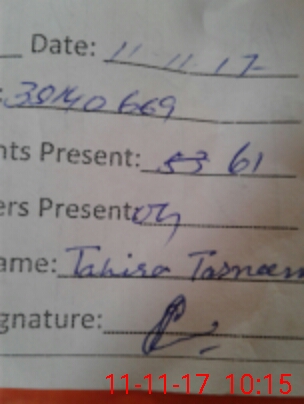 Date: 11-11-17
39140669
nts Present: 53 61
ers Present: 04
ame: Tahira Tasneem
gnature:
11-11-17 10:15